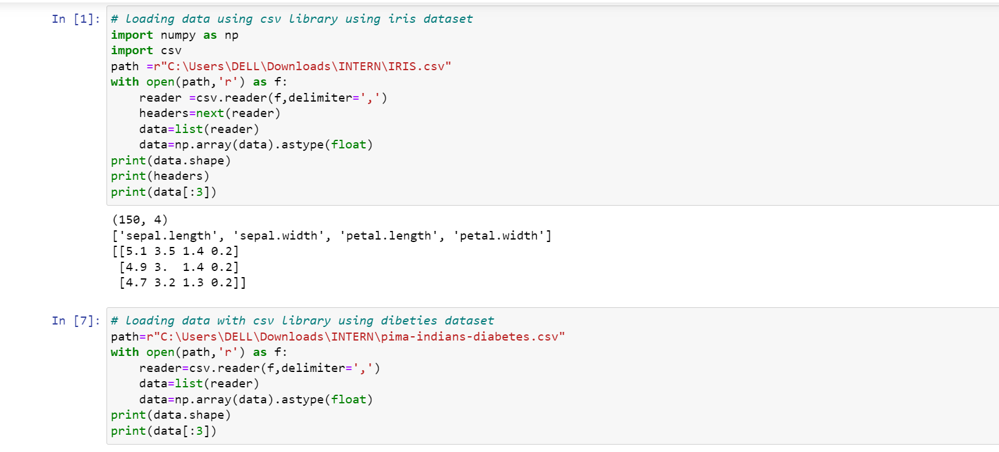 In [1]: # loading data using csv library using iris dataset
import numpy as np
import csv
path =r"C:\Users\DELL\Downloads\INTERN\IRIS.csv"
with open(path,'r') as f:
    reader =csv.reader(f,delimiter=',')
    headers=next(reader)
    data=list(reader)
    data=np.array(data).astype(float)
print(data.shape)
print(headers)
print(data[:3])
(150, 4)
['sepal.length', 'sepal.width', 'petal.length', 'petal.width']
[[5.1 3.5 1.4 0.2]
 [4.9 3.  1.4 0.2]
 [4.7 3.2 1.3 0.2]]
In [7]: # loading data with csv library using dibeties dataset
path=r"C:\Users\DELL\Downloads\INTERN\pima-indians-diabetes.csv"
with open(path,'r') as f:
    reader=csv.reader(f,delimiter=',')
    data=list(reader)
    data=np.array(data).astype(float)
print(data.shape)
print(data[:3])